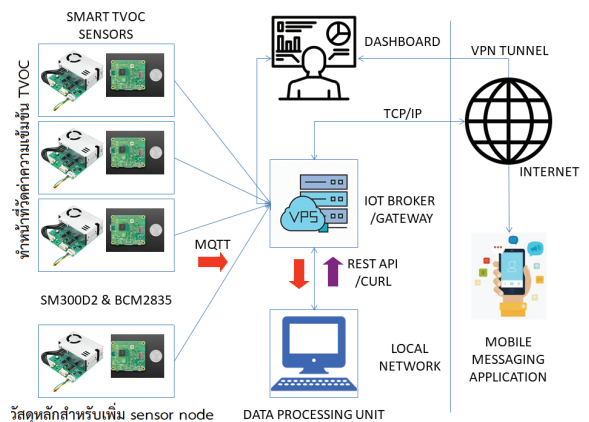 SMART TVOC
SENSORS
ทำหน้าที่วัดค่าความเข้มข้น TVOC
DASHBOARD
VPN TUNNEL
TCP/IP
INTERNET
VPS
IOT BROKER
/GATEWAY
MQTT
REST API
/CURL
SM300D2 & BCM2835
LOCAL
NETWORK
MOBILE
MESSAGING
APPLICATION
วัสดุหลักสำหรับเพิ่ม sensor node
DATA PROCESSING UNIT